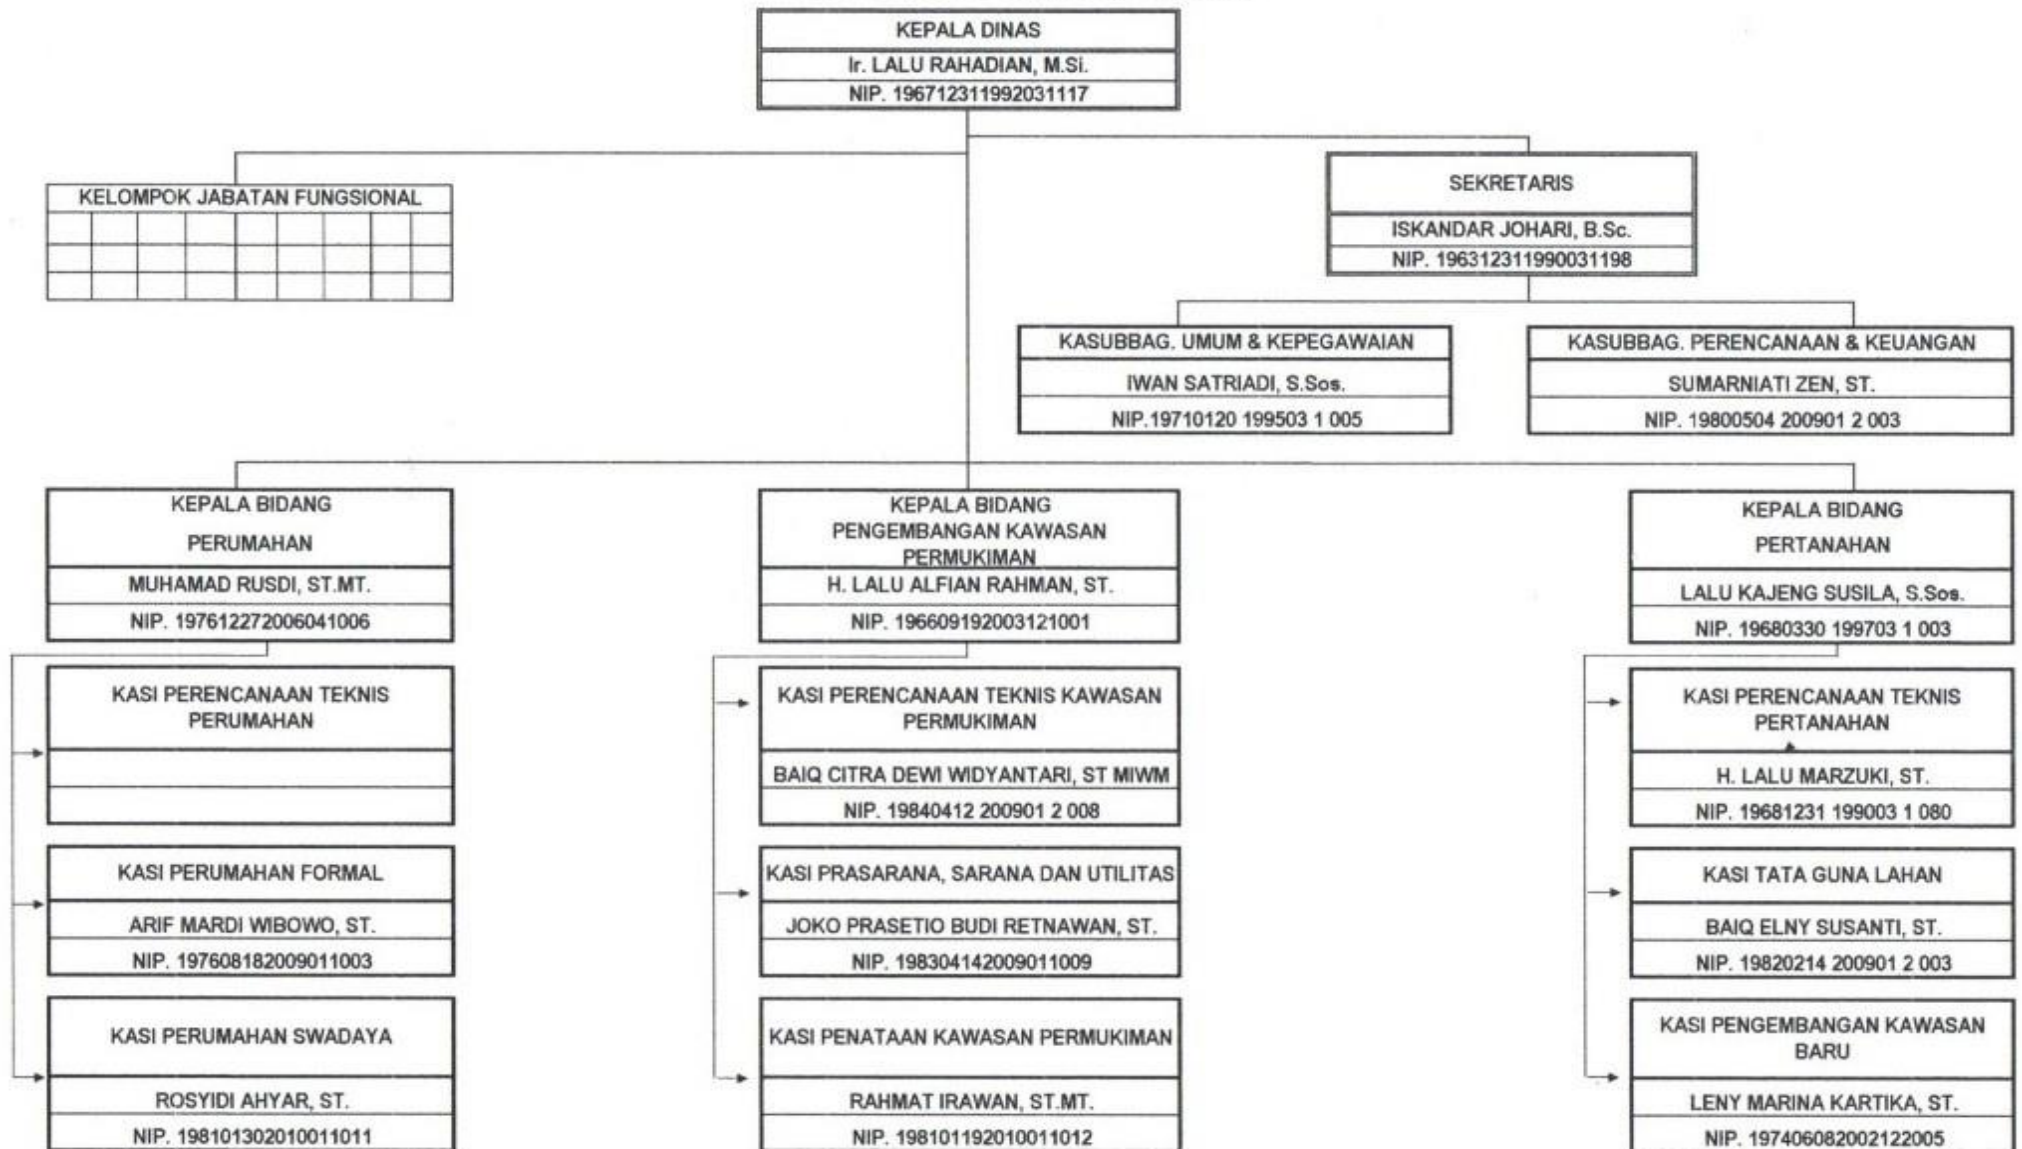 KEPALA DINAS
Ir. LALU RAHADIAN, M.Si.
NIP. 196712311992031117
KELOMPOK JABATAN FUNGSIONAL
SEKRETARIS
ISKANDAR JOHARI, B.Sc.
NIP. 196312311990031198
KASUBBAG. UMUM & KEPEGAWAIAN
IWAN SATRIADI, S.Sos.
NIP.19710120 199503 1 005
KASUBBAG. PERENCANAAN & KEUANGAN
SUMARNIATI ZEN, ST.
NIP. 19800504 200901 2 003
KEPALA BIDANG
PERUMAHAN
MUHAMAD RUSDI, ST.MT.
NIP. 197612272006041006
KASI PERENCANAAN TEKNIS
PERUMAHAN
KASI PERUMAHAN FORMAL
ARIF MARDI WIBOWO, ST.
NIP. 197608182009011003
KASI PERUMAHAN SWADAYA
ROSYIDI AHYAR, ST.
NIP. 198101302010011011
KEPALA BIDANG
PENGEMBANGAN KAWASAN
PERMUKIMAN
H. LALU ALFIAN RAHMAN, ST.
NIP. 196609192003121001
KASI PERENCANAAN TEKNIS KAWASAN
PERMUKIMAN
BAIQ CITRA DEWI WIDYANTARI, ST MIWM
NIP. 19840412 200901 2 008
KASI PRASARANA, SARANA DAN UTILITAS
JOKO PRASETIO BUDI RETNAWAN, ST.
NIP. 198304142009011009
KASI PENATAAN KAWASAN PERMUKIMAN
RAHMAT IRAWAN, ST.MT.
NIP. 198101192010011012
KEPALA BIDANG
PERTANAHAN
LALU KAJENG SUSILA, S.Sos.
NIP. 19680330 199703 1 003
KASI PERENCANAAN TEKNIS
PERTANAHAN
H. LALU MARZUKI, ST.
NIP. 19681231 199003 1 080
KASI TATA GUNA LAHAN
BAIQ ELNY SUSANTI, ST.
NIP. 19820214 200901 2 003
KASI PENGEMBANGAN KAWASAN
BARU
LENY MARINA KARTIKA, ST.
NIP. 197406082002122005